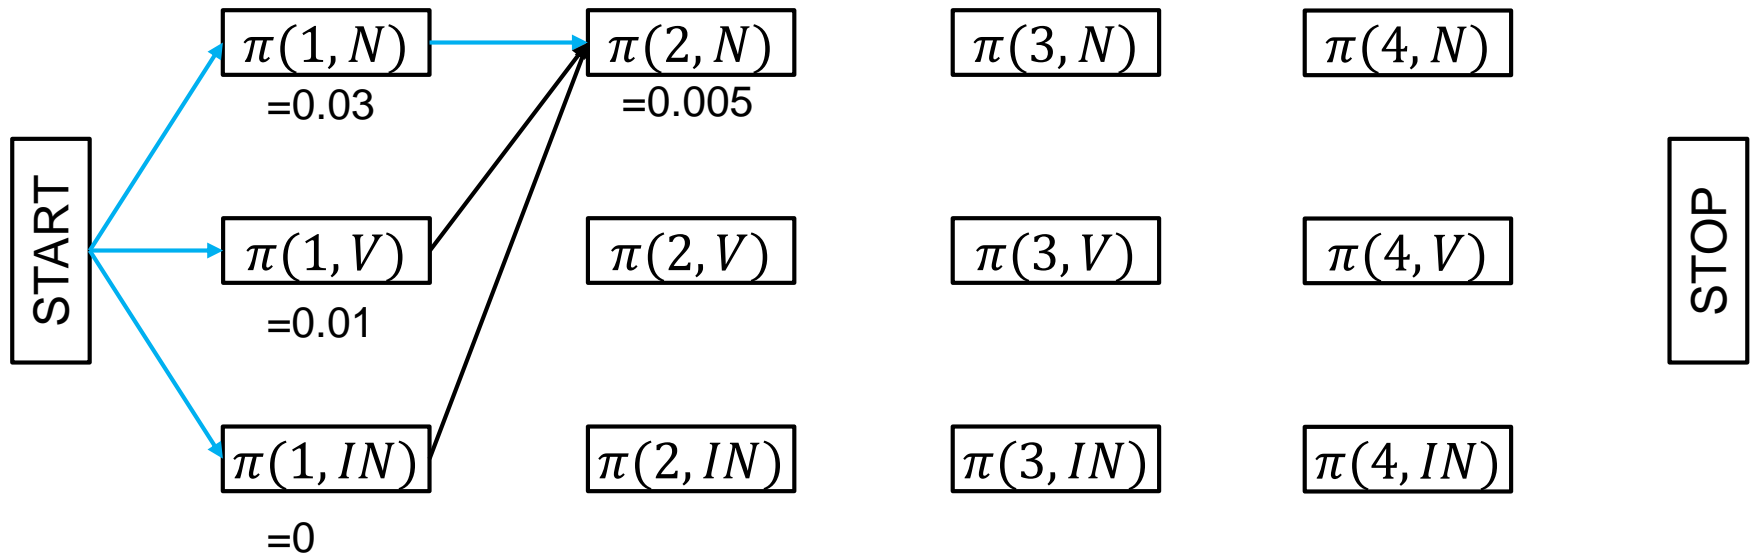 π(1, N) π(2, N) π(3, N) π(4, N)
=0.03 =0.005
START π(1, V) π(2, V) π(3, V) π(4, V) STOP
=0.01
π(1, IN) π(2, IN) π(3, IN) π(4, IN)
=0